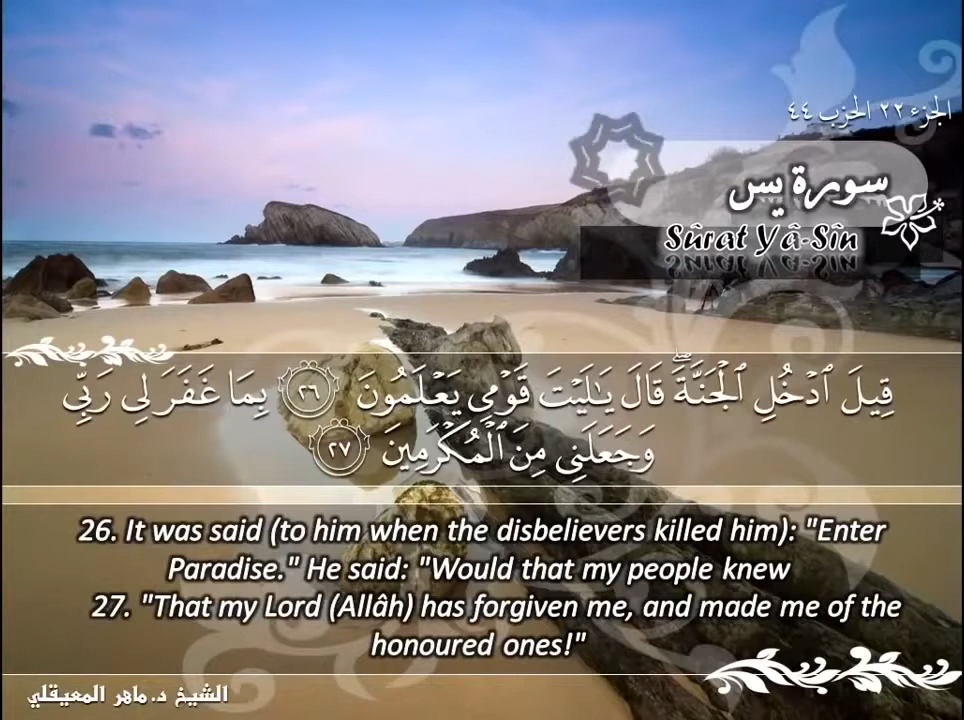 الجزء ٢٢ الحزب ٤٤
سورة يس
Sûrat Yâ-Sîn
قِيلَ ٱدْخُلِ ٱلْجَنَّةَ ۖ قَالَ يَـٰلَيْتَ قَوْمِى يَعْلَمُونَ ٢٦ بِمَا غَفَرَ لِى رَبِّى
وَجَعَلَنِى مِنَ ٱلْمُكْرَمِينَ ٢٧
26. It was said (to him when the disbelievers killed him): "Enter
Paradise." He said: "Would that my people knew
27. "That my Lord (Allâh) has forgiven me, and made me of the
honoured ones!"
الشيخ د. ماهر المعيقلي